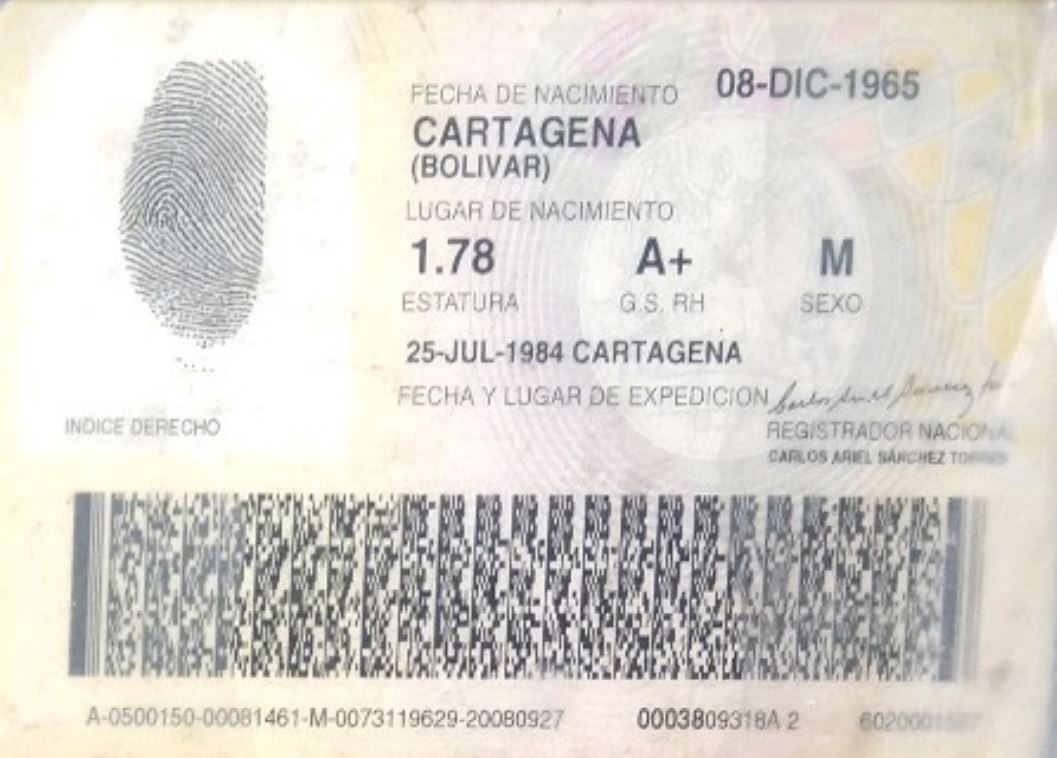 FECHA DE NACIMIENTO 08-DIC-1965
CARTAGENA
(BOLIVAR)
LUGAR DE NACIMIENTO
1.78 A+ M
ESTATURA G.S. RH SEXO
25-JUL-1984 CARTAGENA
FECHA Y LUGAR DE EXPEDICION
INDICE DERECHO
REGISTRADOR NACIONAL
CARLOS ARIEL SÁNCHEZ TORRES
A-0500150-00081461-M-0073119629-20080927 0003809318A 2